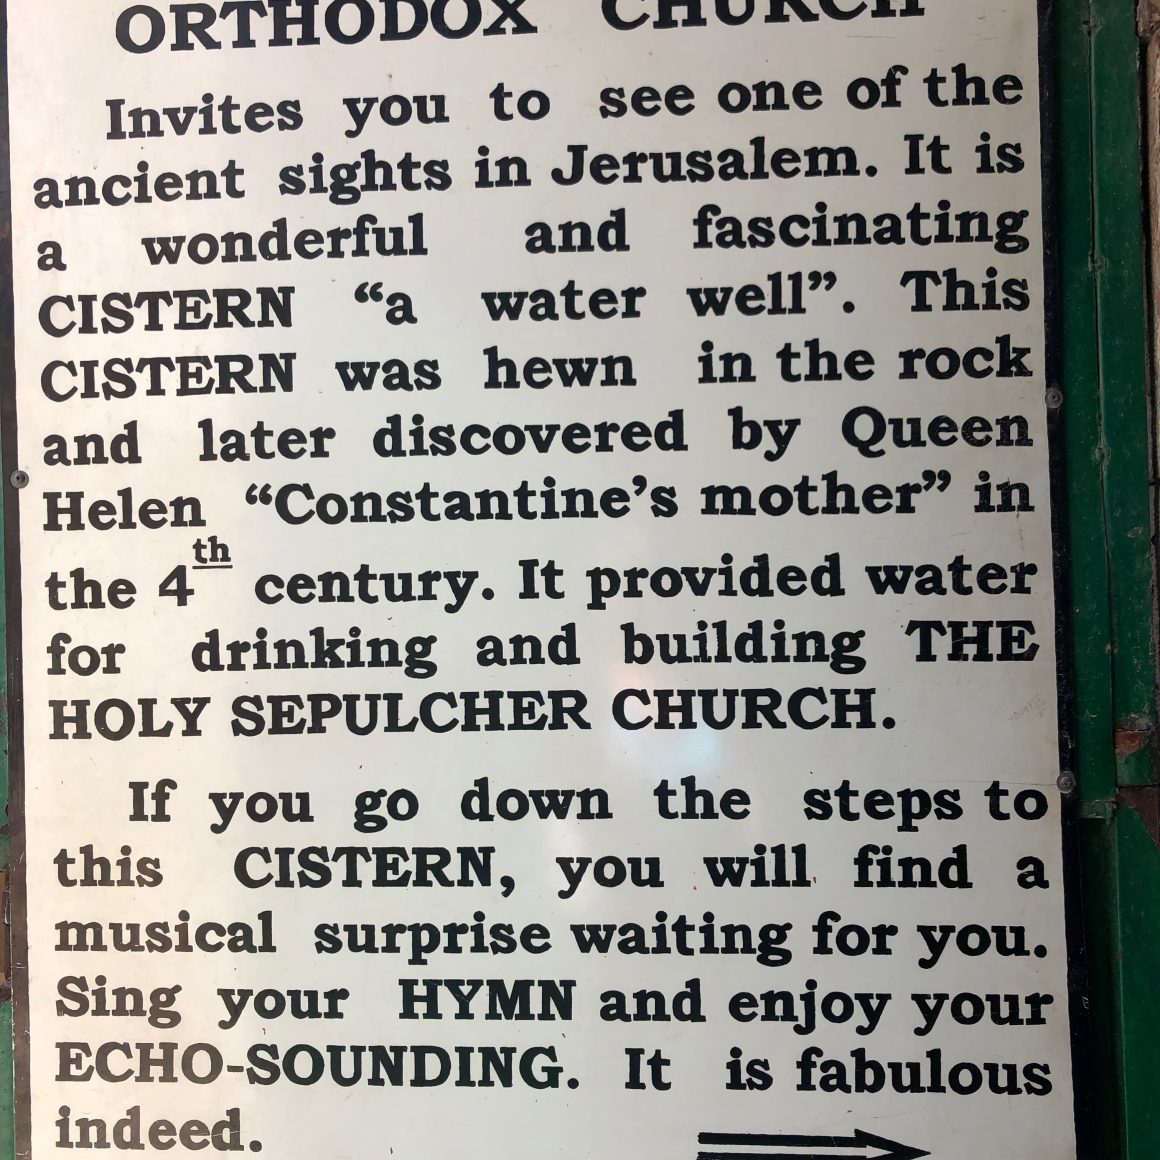 ORTHODOX CHURCH
Invites you to see one of the
ancient sights in Jerusalem. It is
a wonderful and fascinating
CISTERN “a water well”. This
CISTERN was hewn in the rock
and later discovered by Queen
Helen “Constantine’s mother” in
the 4th century. It provided water
for drinking and building THE
HOLY SEPULCHER CHURCH.
If you go down the steps to
this CISTERN, you will find a
musical surprise waiting for you.
Sing your HYMN and enjoy your
ECHO-SOUNDING. It is fabulous
indeed.